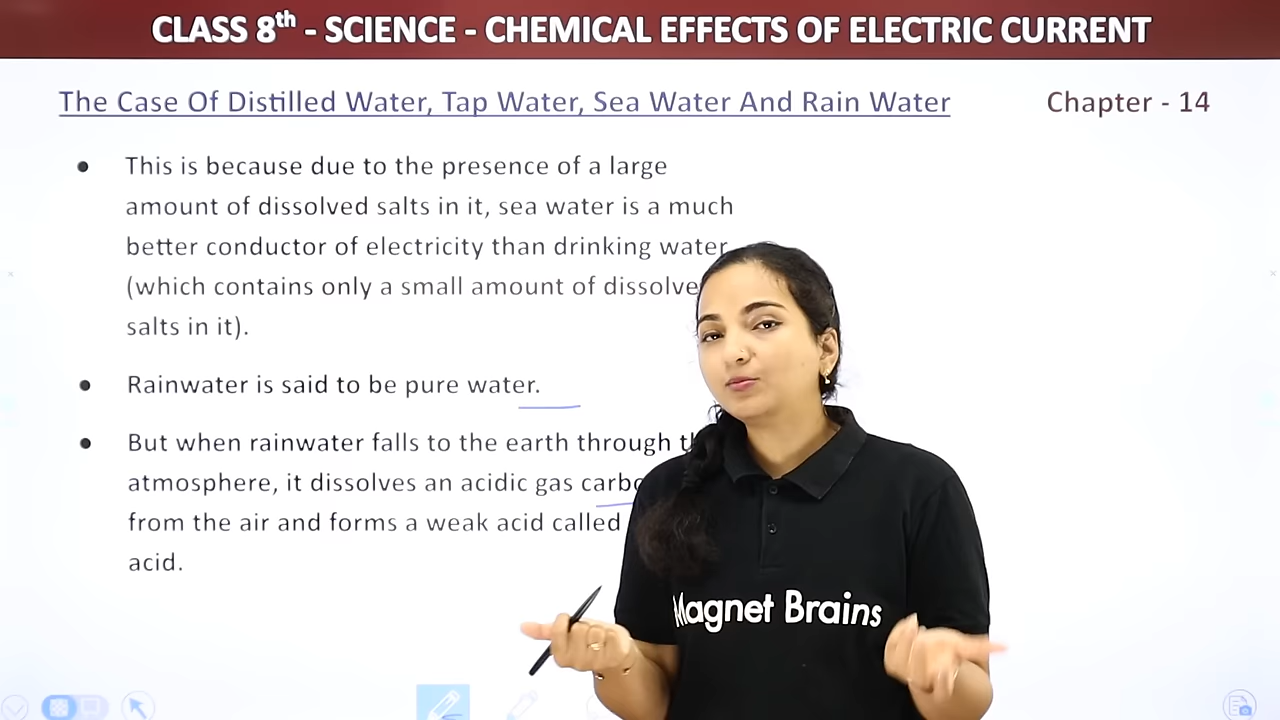 CLASS 8th - SCIENCE - CHEMICAL EFFECTS OF ELECTRIC CURRENT
The Case Of Distilled Water, Tap Water, Sea Water And Rain Water
Chapter - 14
• This is because due to the presence of a large
amount of dissolved salts in it, sea water is a much
better conductor of electricity than drinking water
(which contains only a small amount of
salts in it).
• Rainwater is said to be pure water.
• But when rainwater falls to the earth through
atmosphere, it dissolves an acidic gas
from the air and forms a weak acid called
acid.
Magnet Brains